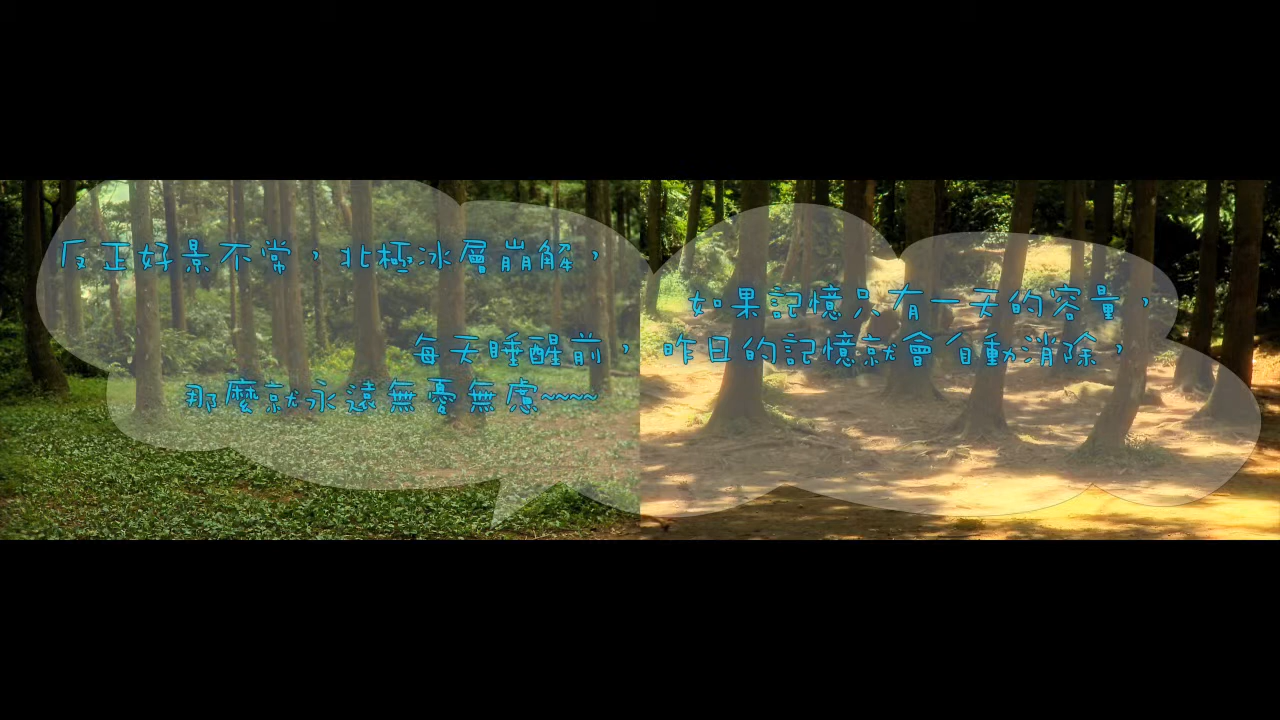 反正好景不常，北極冰層崩解，
如果記憶只有一天的容量，
每天睡醒前，昨日的記憶就會自動消除，
那麼就永遠無憂無慮~~~~